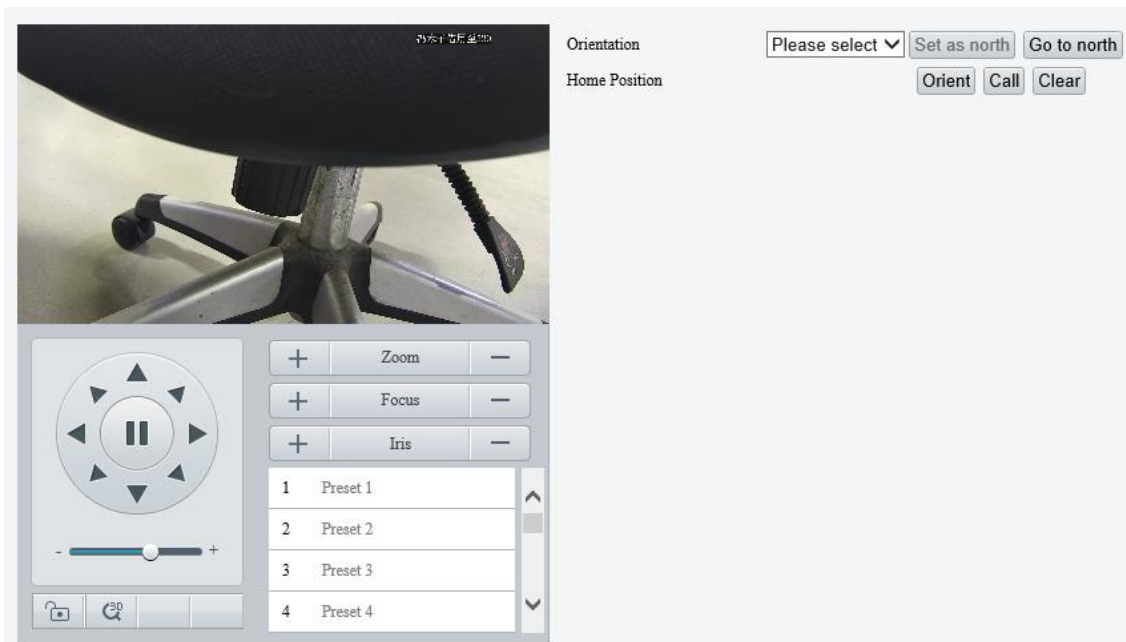 Orientation
Please select
Set as north
Go to north
Home Position
Orient
Call
Clear
+ Zoom −
+ Focus −
+ Iris −
1 Preset 1
2 Preset 2
3 Preset 3
4 Preset 4
- +
3D